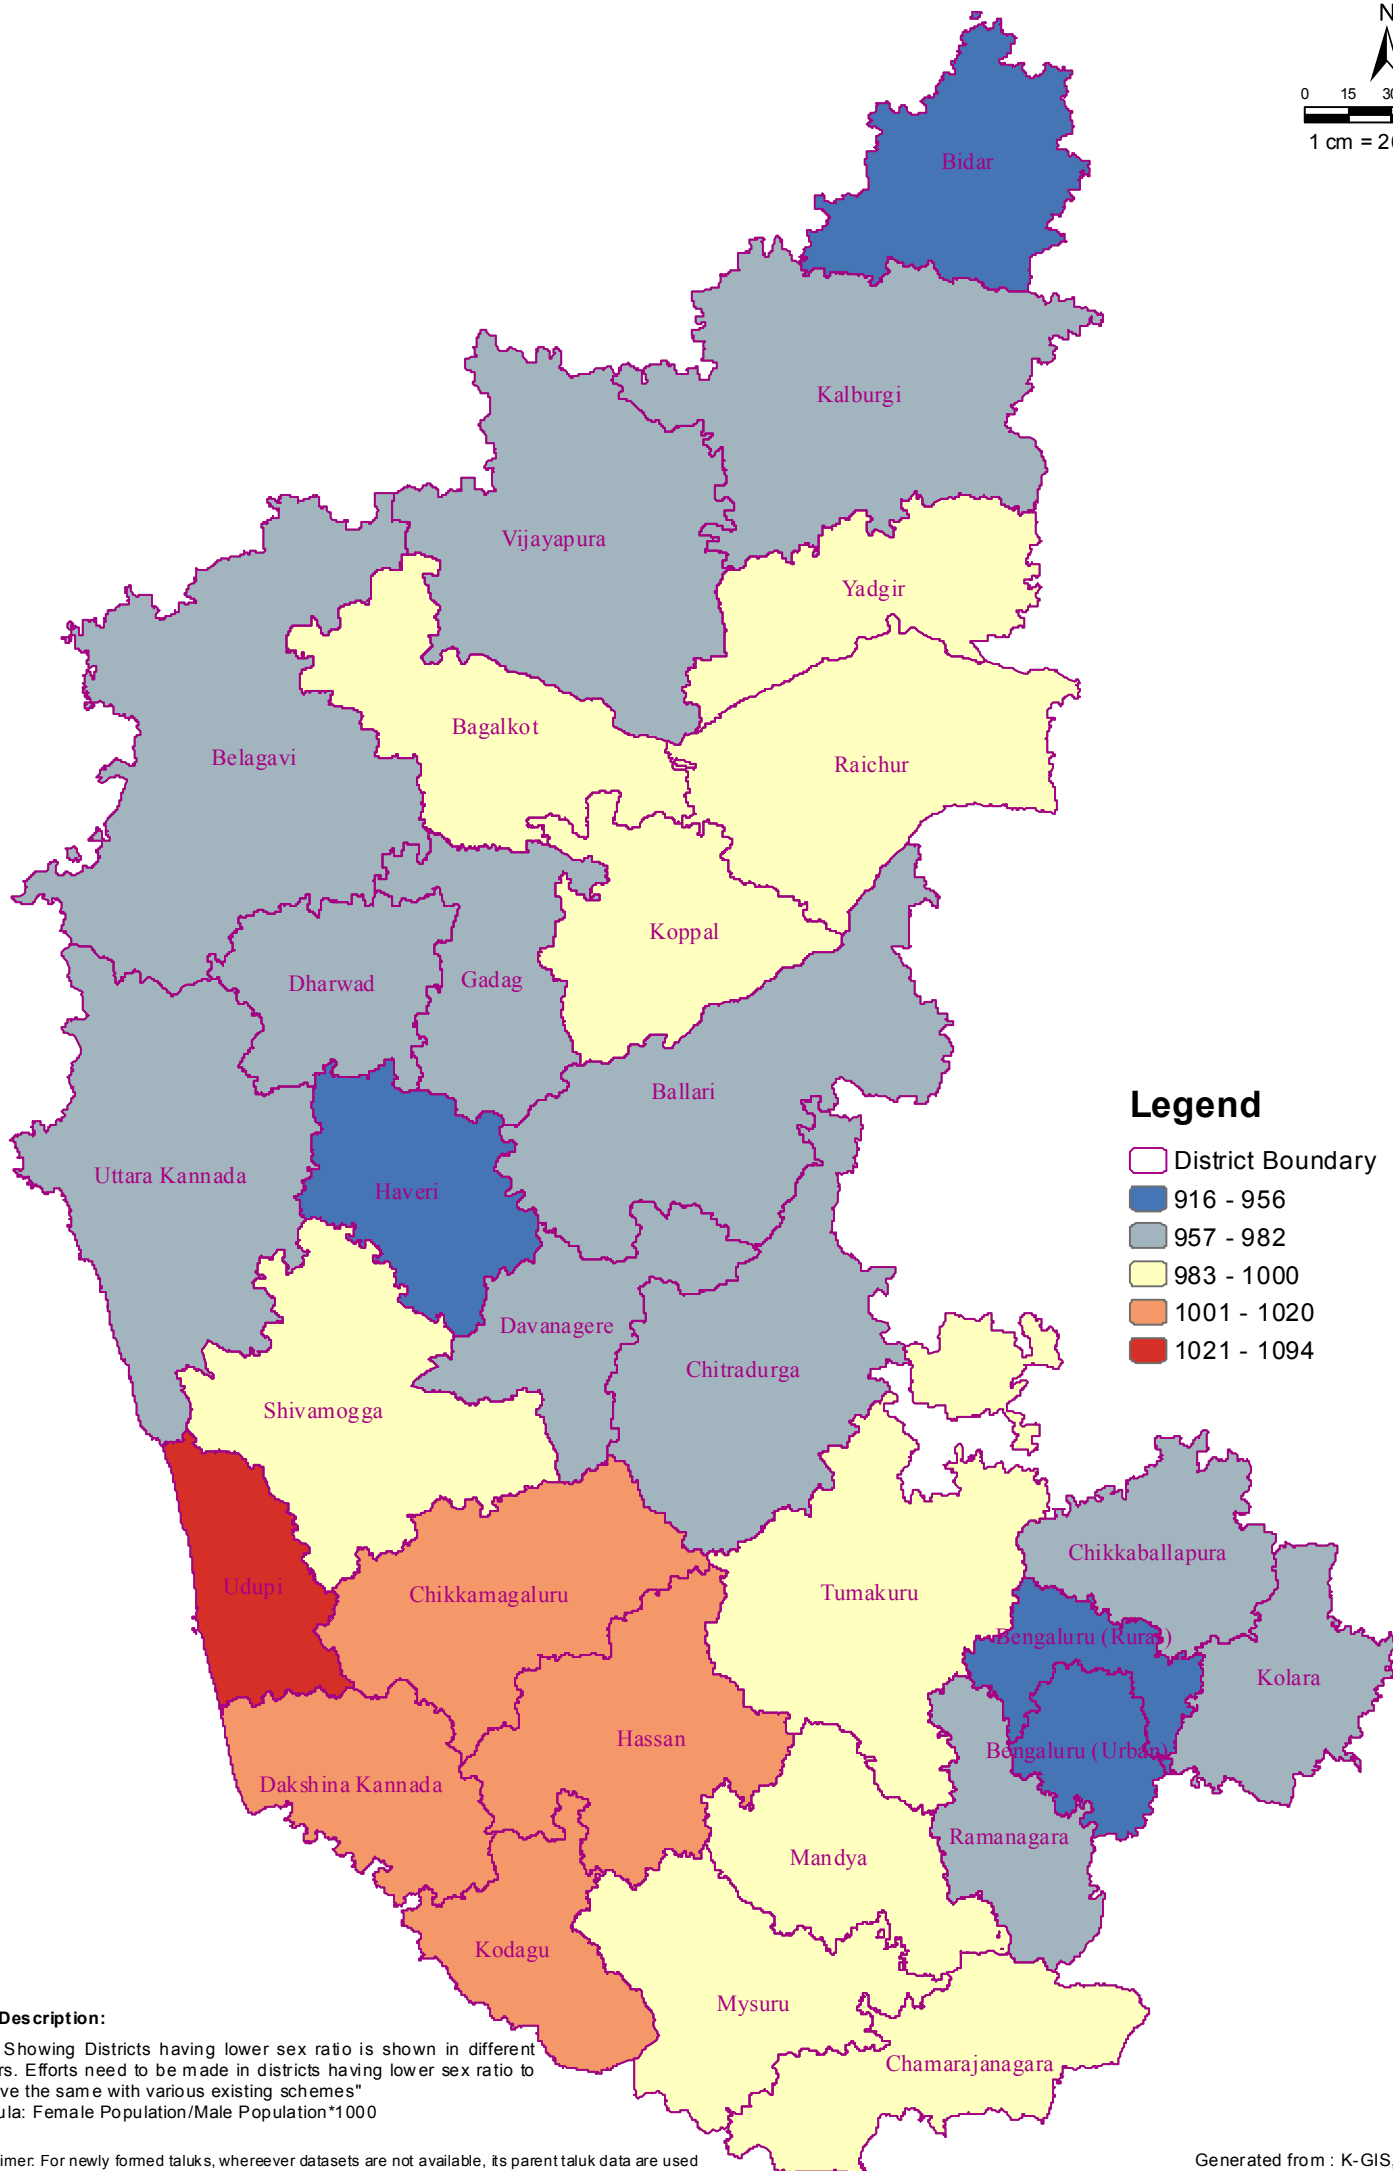 N
0 15
1 cm = 2
Bidar
Kalburgi
Vijayapura
Yadgir
Bagalkot
Belagavi
Raichur
Koppal
Dharwad
Gadag
Ballari
Uttara Kannada
Haveri
Davanagere
Chitradurga
Shivamogga
Udupi
Chikkamagaluru
Tumakuru
Chikkaballapura
Bengaluru (Rural)
Kolara
Hassan
Bengaluru (Urban)
Dakshina Kannada
Ramanagara
Mandya
Kodagu
Mysuru
Chamarajanagara
Legend
District Boundary
916 - 956
957 - 982
983 - 1000
1001 - 1020
1021 - 1094
Description:
Showing Districts having lower sex ratio is shown in different
rs. Efforts need to be made in districts having lower sex ratio to
ve the same with various existing schemes"
ula: Female Population/Male Population*1000
imer: For newly formed taluks, whereever datasets are not available, its parent taluk data are used
Generated from : K-GIS,